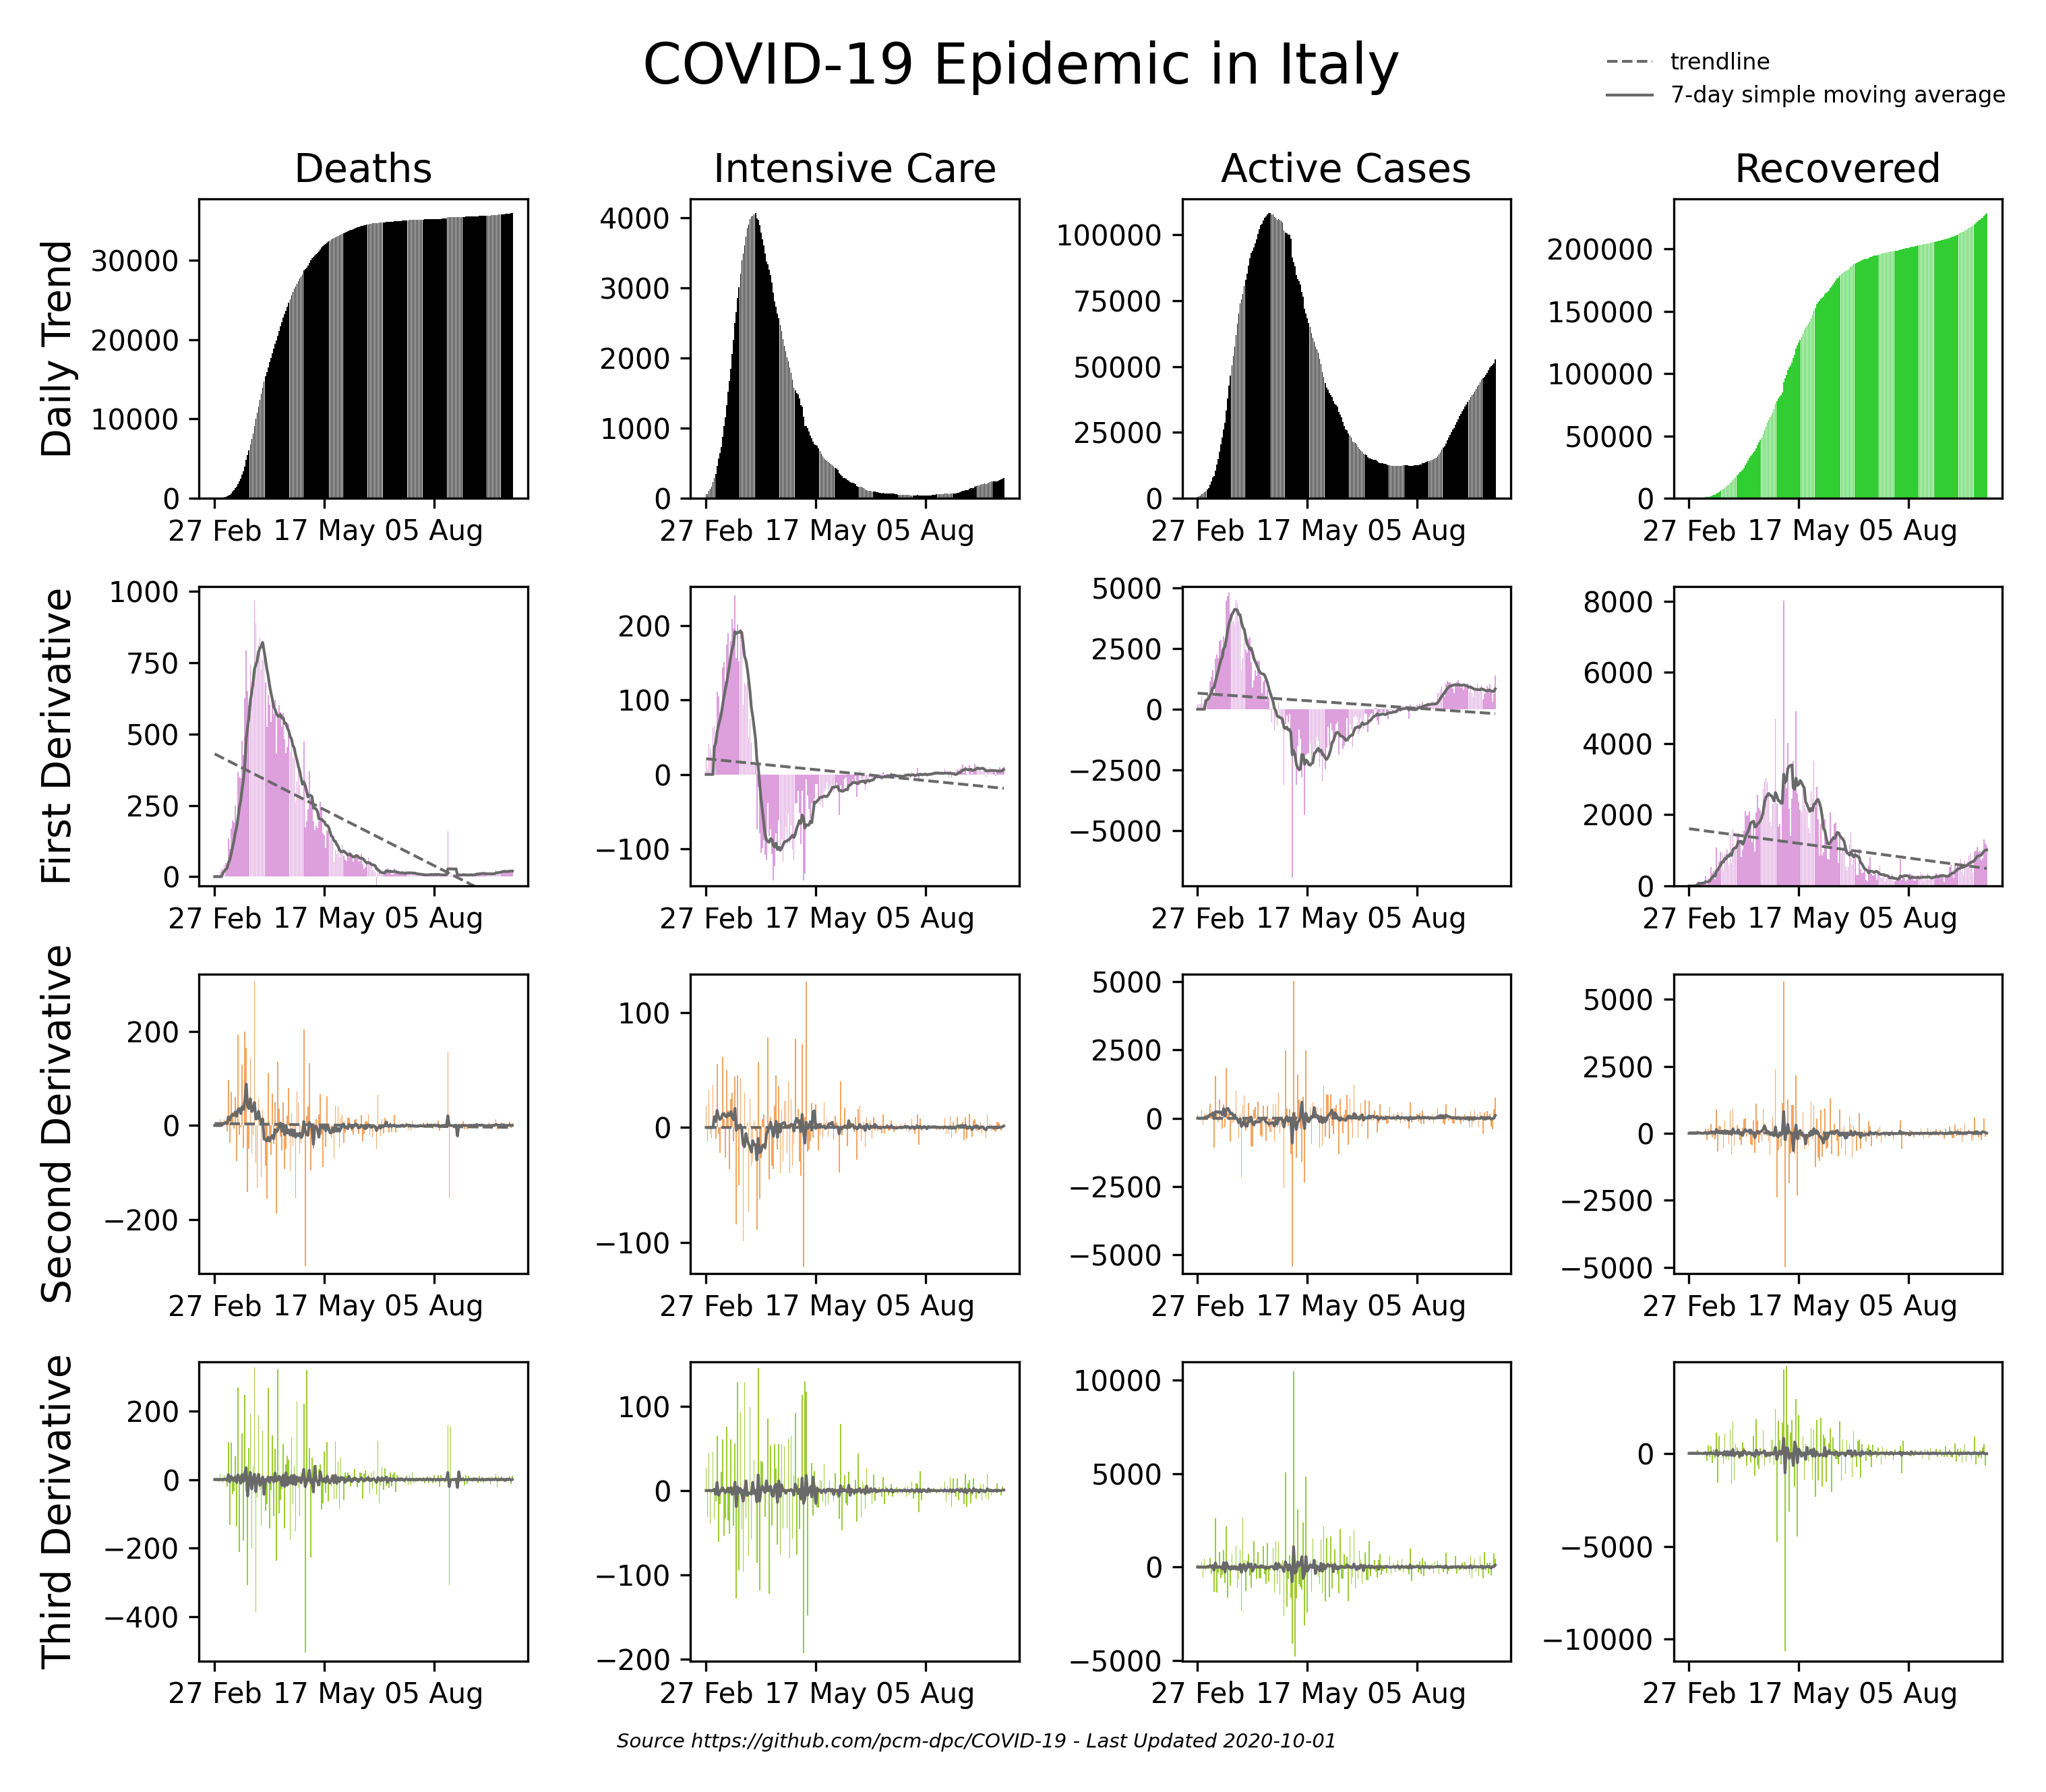 COVID-19 Epidemic in Italy
trendline
7-day simple moving average
Deaths
Intensive Care
Active Cases
Recovered
Daily Trend
30000
20000
10000
0
27 Feb 17 May 05 Aug
4000
3000
2000
1000
0
27 Feb 17 May 05 Aug
100000
75000
50000
25000
0
27 Feb 17 May 05 Aug
200000
150000
100000
50000
0
27 Feb 17 May 05 Aug
First Derivative
1000
750
500
250
0
27 Feb 17 May 05 Aug
200
100
0
−100
27 Feb 17 May 05 Aug
5000
2500
0
−2500
−5000
27 Feb 17 May 05 Aug
8000
6000
4000
2000
0
27 Feb 17 May 05 Aug
Second Derivative
200
0
−200
27 Feb 17 May 05 Aug
100
0
−100
27 Feb 17 May 05 Aug
5000
2500
0
−2500
−5000
27 Feb 17 May 05 Aug
5000
2500
0
−2500
−5000
27 Feb 17 May 05 Aug
Third Derivative
200
0
−200
−400
27 Feb 17 May 05 Aug
100
0
−100
−200
27 Feb 17 May 05 Aug
10000
5000
0
−5000
27 Feb 17 May 05 Aug
0
−5000
−10000
27 Feb 17 May 05 Aug
Source https://github.com/pcm-dpc/COVID-19 - Last Updated 2020-10-01